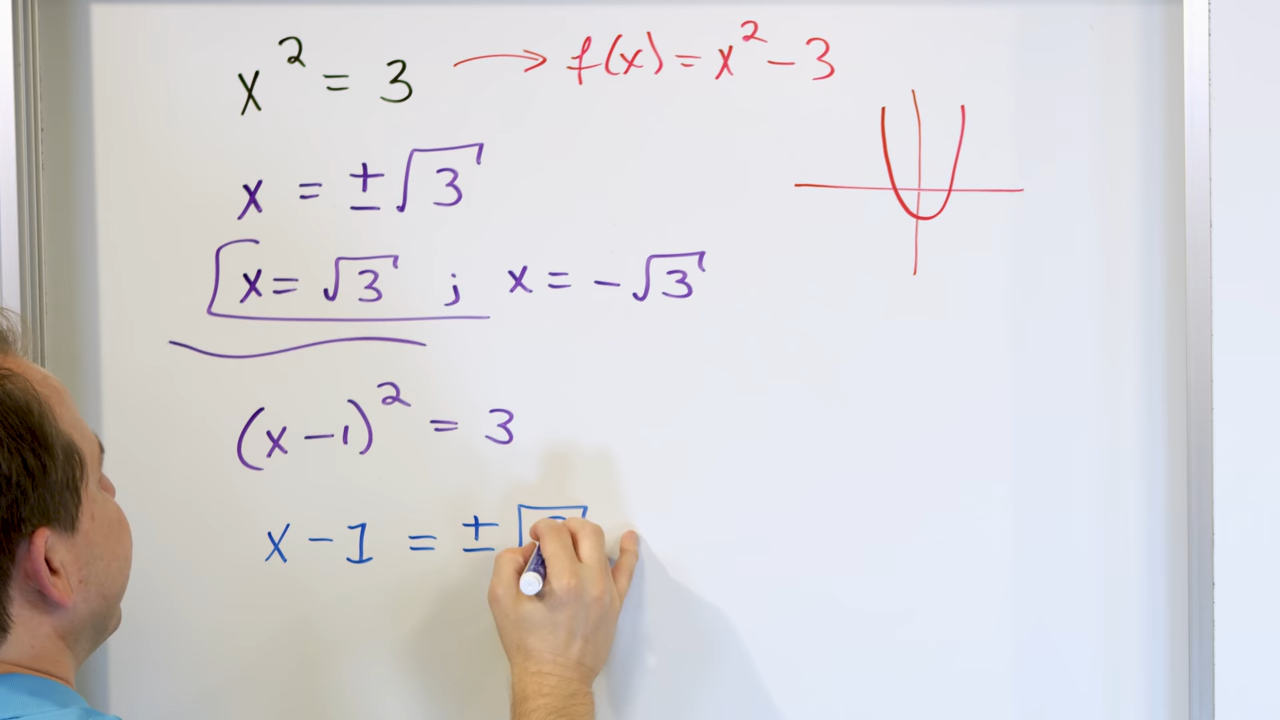 x² = 3 → f(x) = x² - 3
x = ±√3
x = √3 ; x = -√3
(x - 1)² = 3
x - 1 = ±√